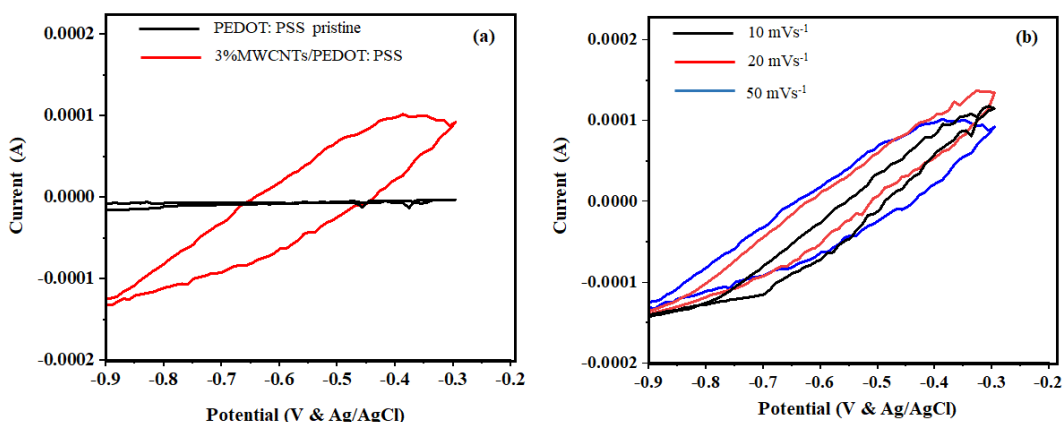 PEDOT: PSS pristine
3%MWCNTs/PEDOT: PSS
(a)
0.0002
0.0001
0.0000
-0.0001
-0.0002
Current (A)
-0.9 -0.8 -0.7 -0.6 -0.5 -0.4 -0.3 -0.2
Potential (V & Ag/AgCl)
10 mVs⁻¹
20 mVs⁻¹
50 mVs⁻¹
(b)
0.0002
0.0001
0.0000
-0.0001
-0.0002
Current (A)
-0.9 -0.8 -0.7 -0.6 -0.5 -0.4 -0.3 -0.2
Potential (V & Ag/AgCl)